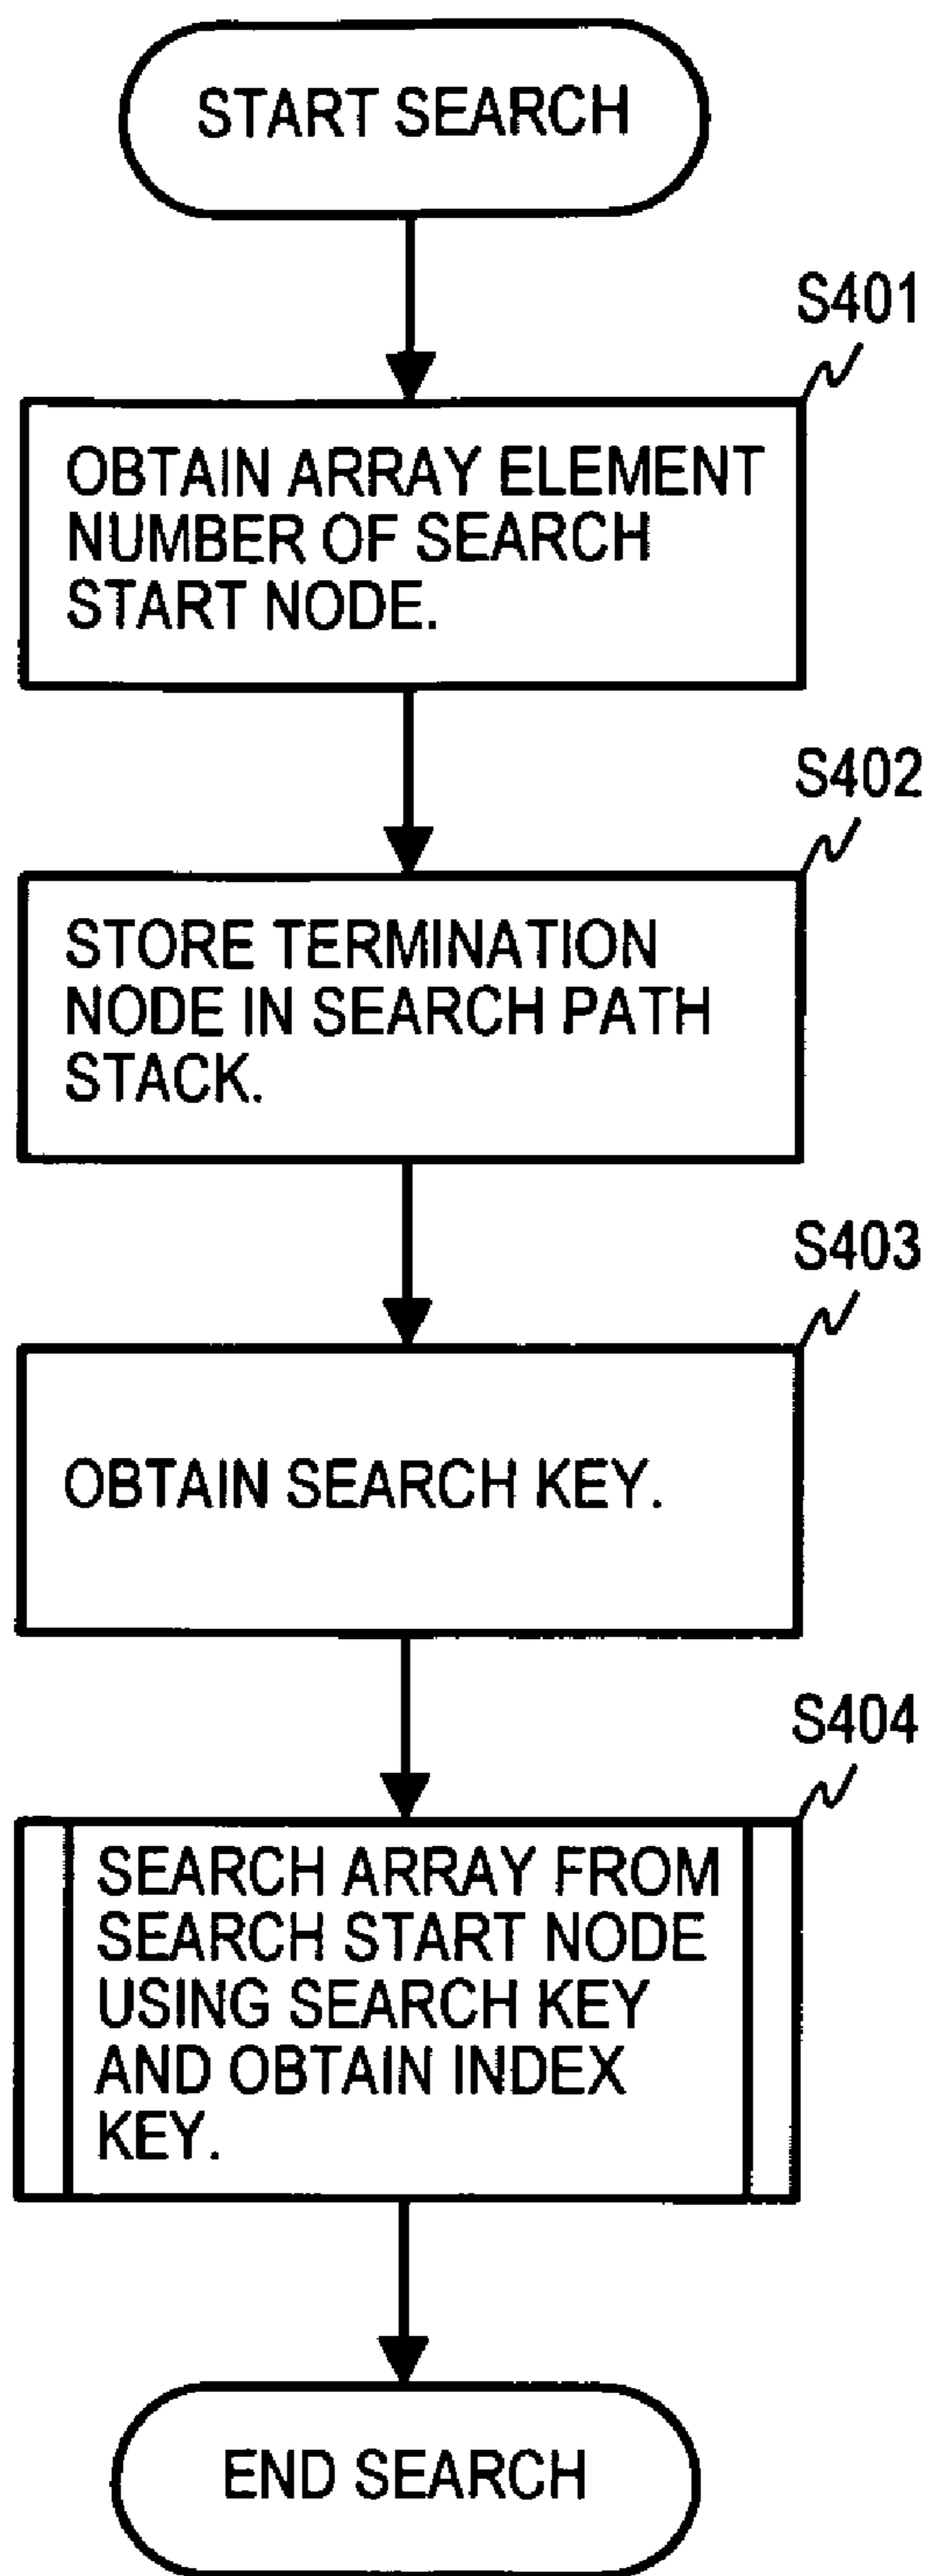 START SEARCH
S401
OBTAIN ARRAY ELEMENT
NUMBER OF SEARCH
START NODE.
S402
STORE TERMINATION
NODE IN SEARCH PATH
STACK.
S403
OBTAIN SEARCH KEY.
S404
SEARCH ARRAY FROM
SEARCH START NODE
USING SEARCH KEY
AND OBTAIN INDEX
KEY.
END SEARCH